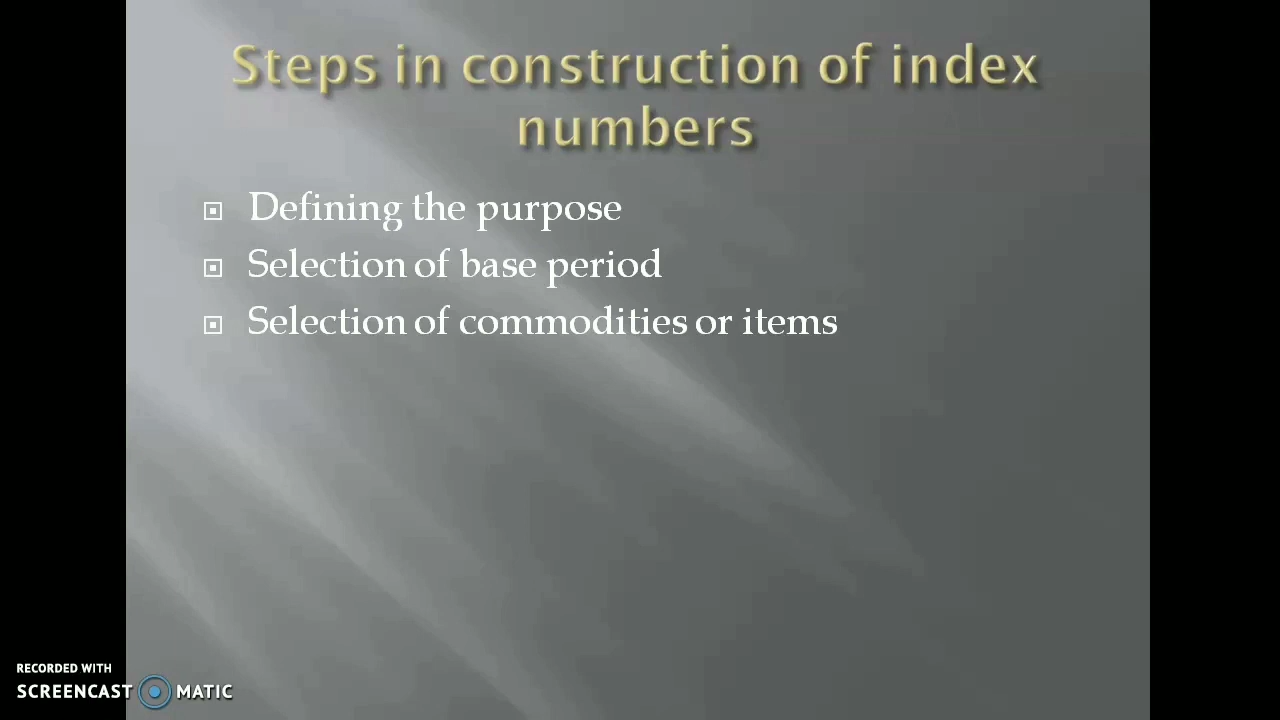 Steps in construction of index
numbers
Defining the purpose
Selection of base period
Selection of commodities or items
RECORDED WITH
SCREENCAST MATIC